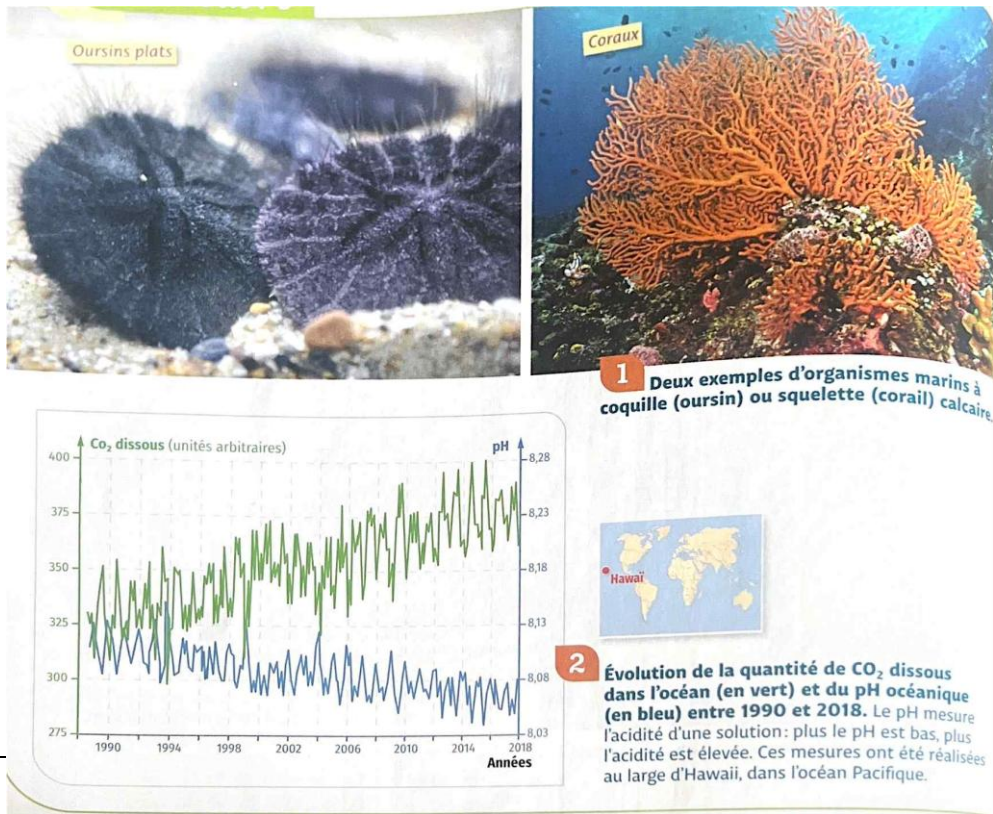 Oursins plats
Coraux
1 Deux exemples d'organismes marins à
coquille (oursin) ou squelette (corail) calcaire.
Co₂ dissous (unités arbitraires)
pH
400
375
350
325
300
275
8,28
8,23
8,18
8,13
8,08
8,03
1990 1994 1998 2002 2006 2010 2014 2018
Années
Hawaï
2 Évolution de la quantité de CO₂ dissous
dans l'océan (en vert) et du pH océanique
(en bleu) entre 1990 et 2018. Le pH mesure
l'acidité d'une solution : plus le pH est bas, plus
l'acidité est élevée. Ces mesures ont été réalisées
au large d'Hawaii, dans l'océan Pacifique.